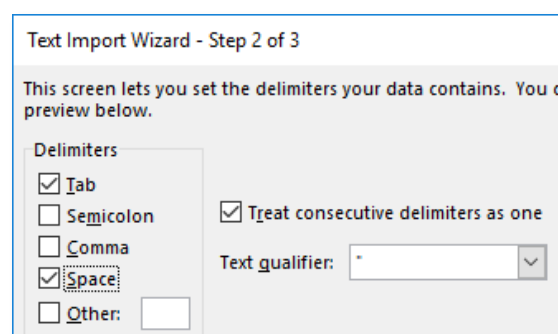 Text Import Wizard - Step 2 of 3
This screen lets you set the delimiters your data contains. You
preview below.
Delimiters
Tab
Semicolon
Comma
Space
Other:
Treat consecutive delimiters as one
Text qualifier: "